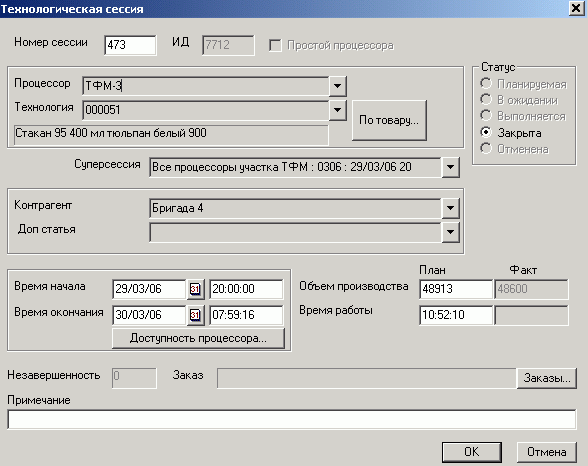 Технологическая сессия
Номер сессии 473 ИД 7712 Простой процессора
Статус
Планируемая
В ожидании
Выполняется
Закрыта
Отменена
Процессор ТФМ-3
Технология 000051
По товару...
Стакан 95 400 мл тюльпан белый 900
Суперсессия Все процессоры участка ТФМ : 0306 : 29/03/06 20
Контрагент Бригада 4
Доп статья
План Факт
Время начала 29/03/06 31 20:00:00 Объем производства 48913 48600
Время окончания 30/03/06 31 07:59:16 Время работы 10:52:10
Доступность процессора...
Незавершенность 0 Заказ Заказы...
Примечание
OK Отмена